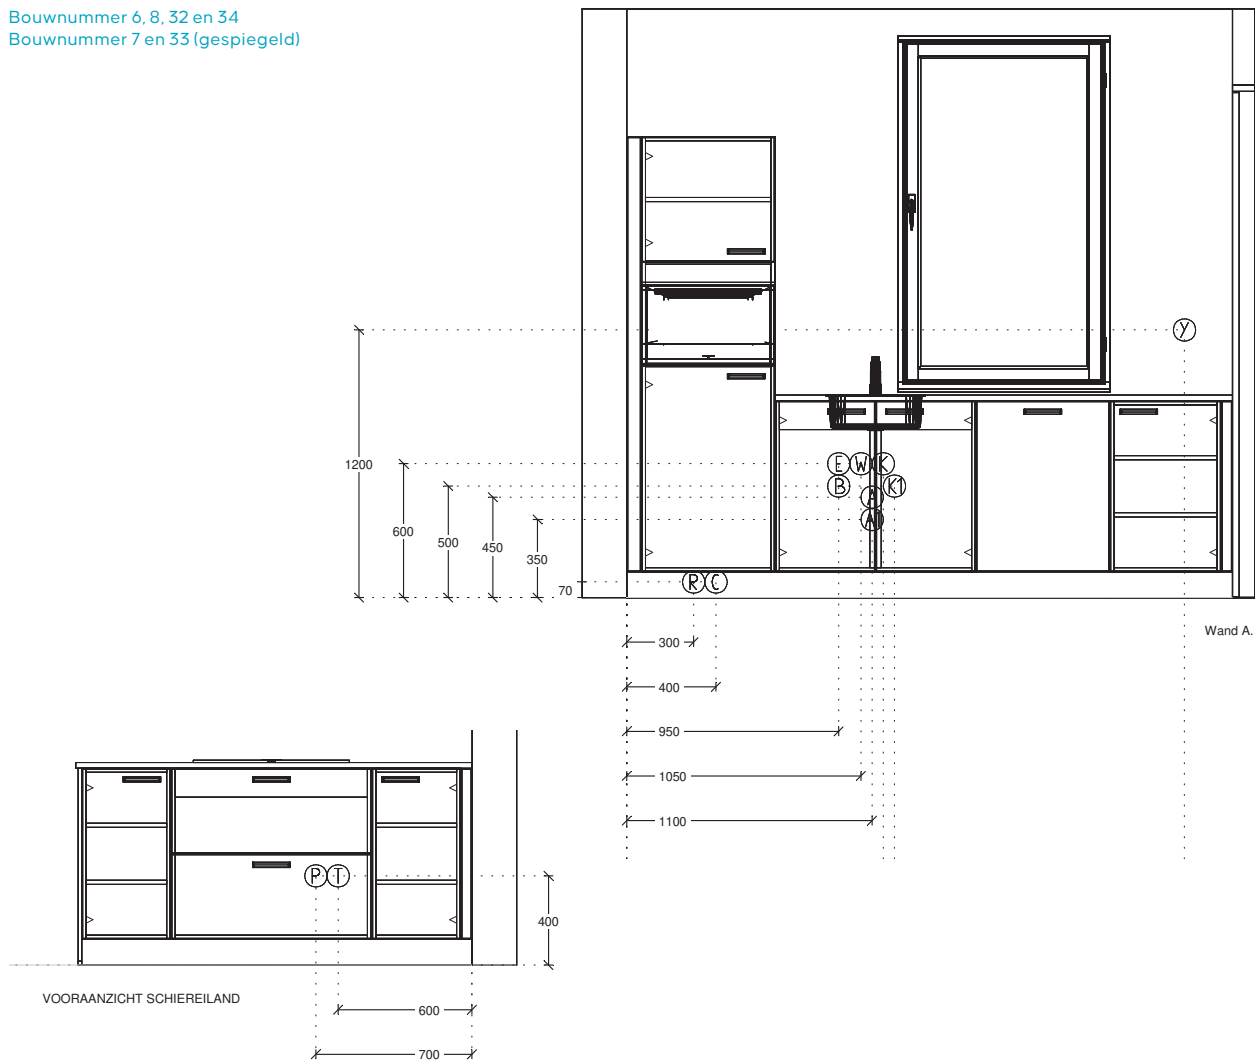 Bouwnummer 6, 8, 32 en 34
Bouwnummer 7 en 33 (gespiegeld)
Y
1200
600
500
450
350
70
E W K
B K1
A
A1
R C
Wand A.
300
400
950
1050
1100
P T
400
VOORAANZICHT SCHIEREILAND
600
700